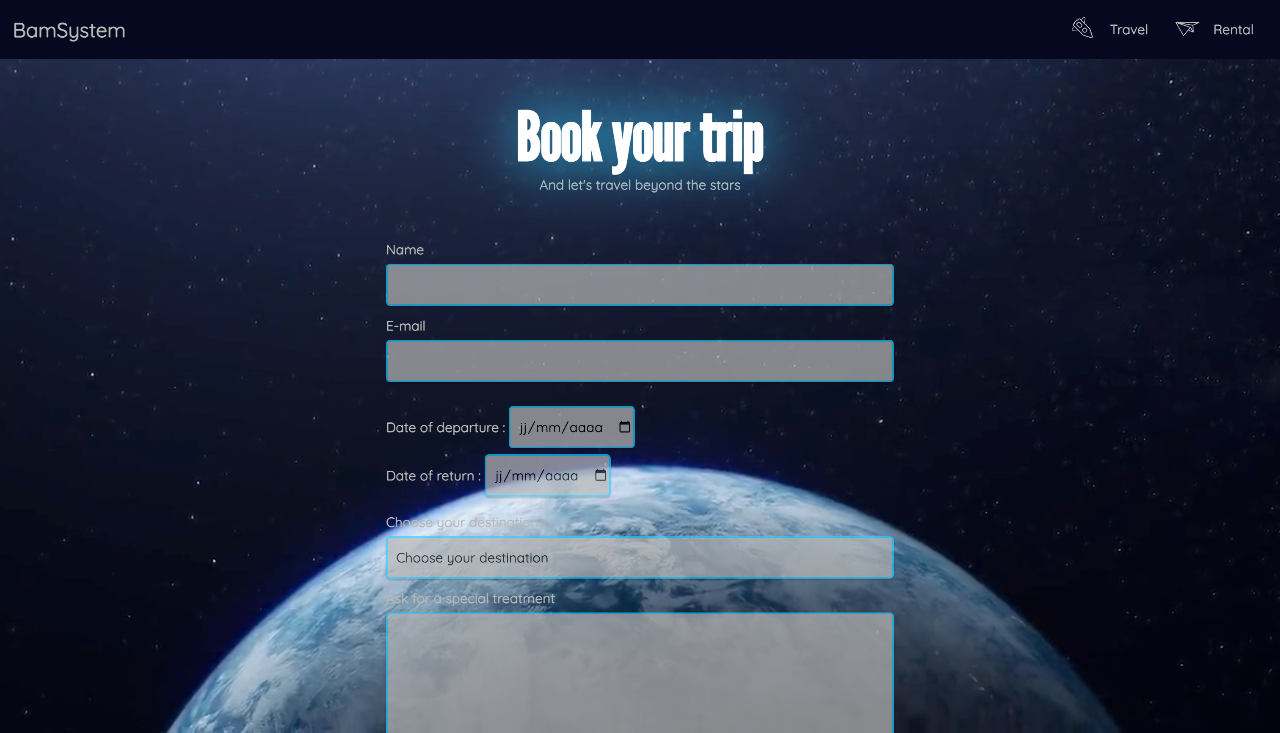 BamSystem
Travel
Rental
Book your trip
And let's travel beyond the stars
Name
E-mail
Date of departure : jj/mm/aaaa
Date of return : jj/mm/aaaa
Choose your destination
Choose your destination
Ask for a special treatment